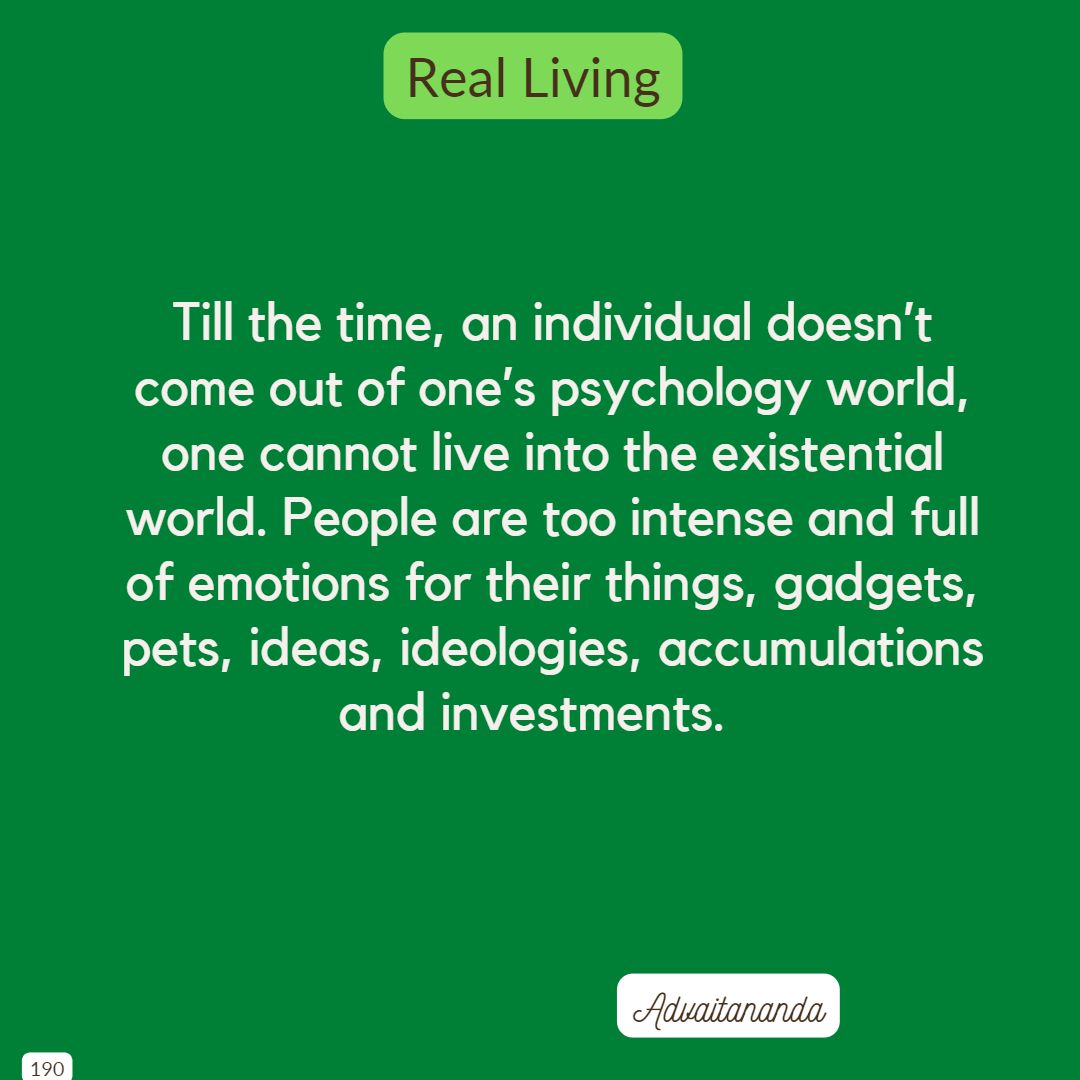 Real Living
Till the time, an individual doesn't
come out of one's psychology world,
one cannot live into the existential
world. People are too intense and full
of emotions for their things, gadgets,
pets, ideas, ideologies, accumulations
and investments.
Advaitananda
190